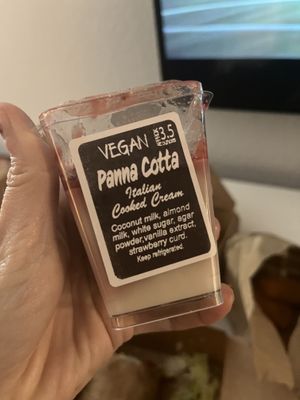 VEGAN
3.5
Panna Cotta
Italian
Cooked Cream
Coconut milk, almond
milk, white sugar, agar
powder, vanilla extract,
strawberry curd.
Keep refrigerated.